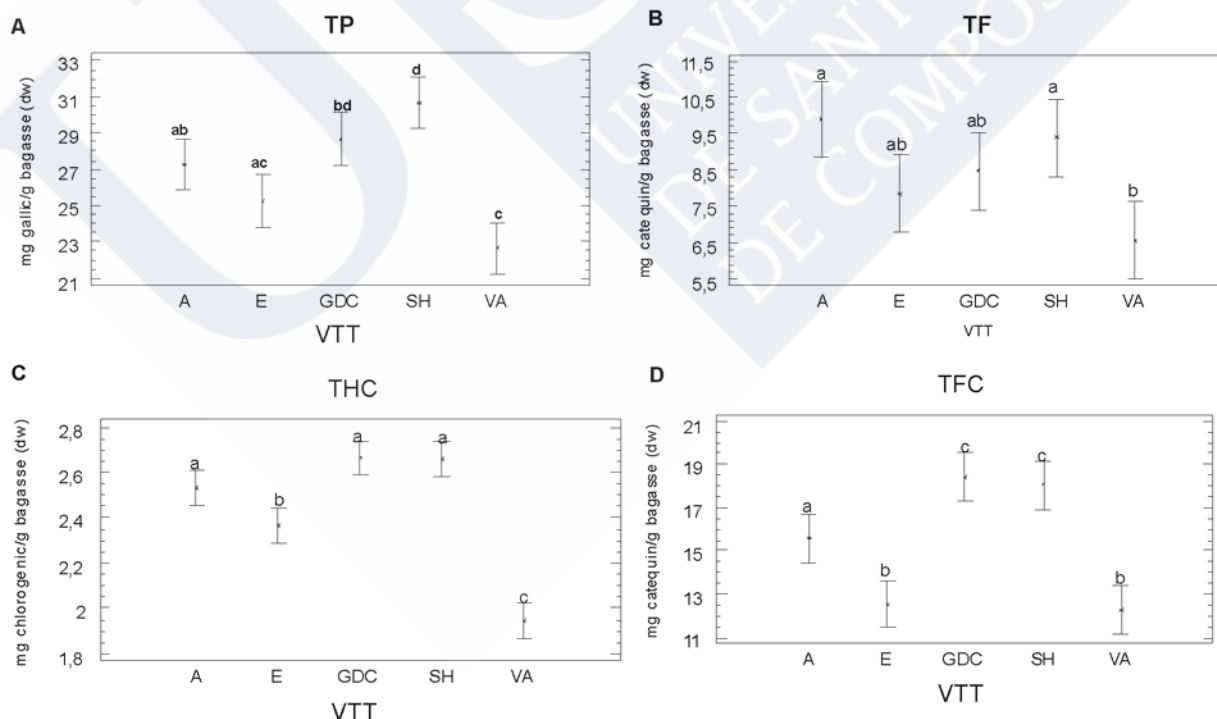 A
TP
mg gallic/g bagasse (dw)
33
31
29
27
25
23
21
ab
ac
bd
d
c
A E GDC SH VA
VTT
B
TF
mg catequin/g bagasse (dw)
11,5
10,5
9,5
8,5
7,5
6,5
5,5
a
ab
ab
a
b
A E GDC SH VA
VTT
C
THC
mg chlorogenic/g bagasse (dw)
2,8
2,6
2,4
2,2
2
1,8
a
b
a
a
c
A E GDC SH VA
VTT
D
TFC
mg catequin/g bagasse (dw)
21
19
17
15
13
11
a
b
c
c
b
A E GDC SH VA
VTT
DE SANT
DE COMPOS